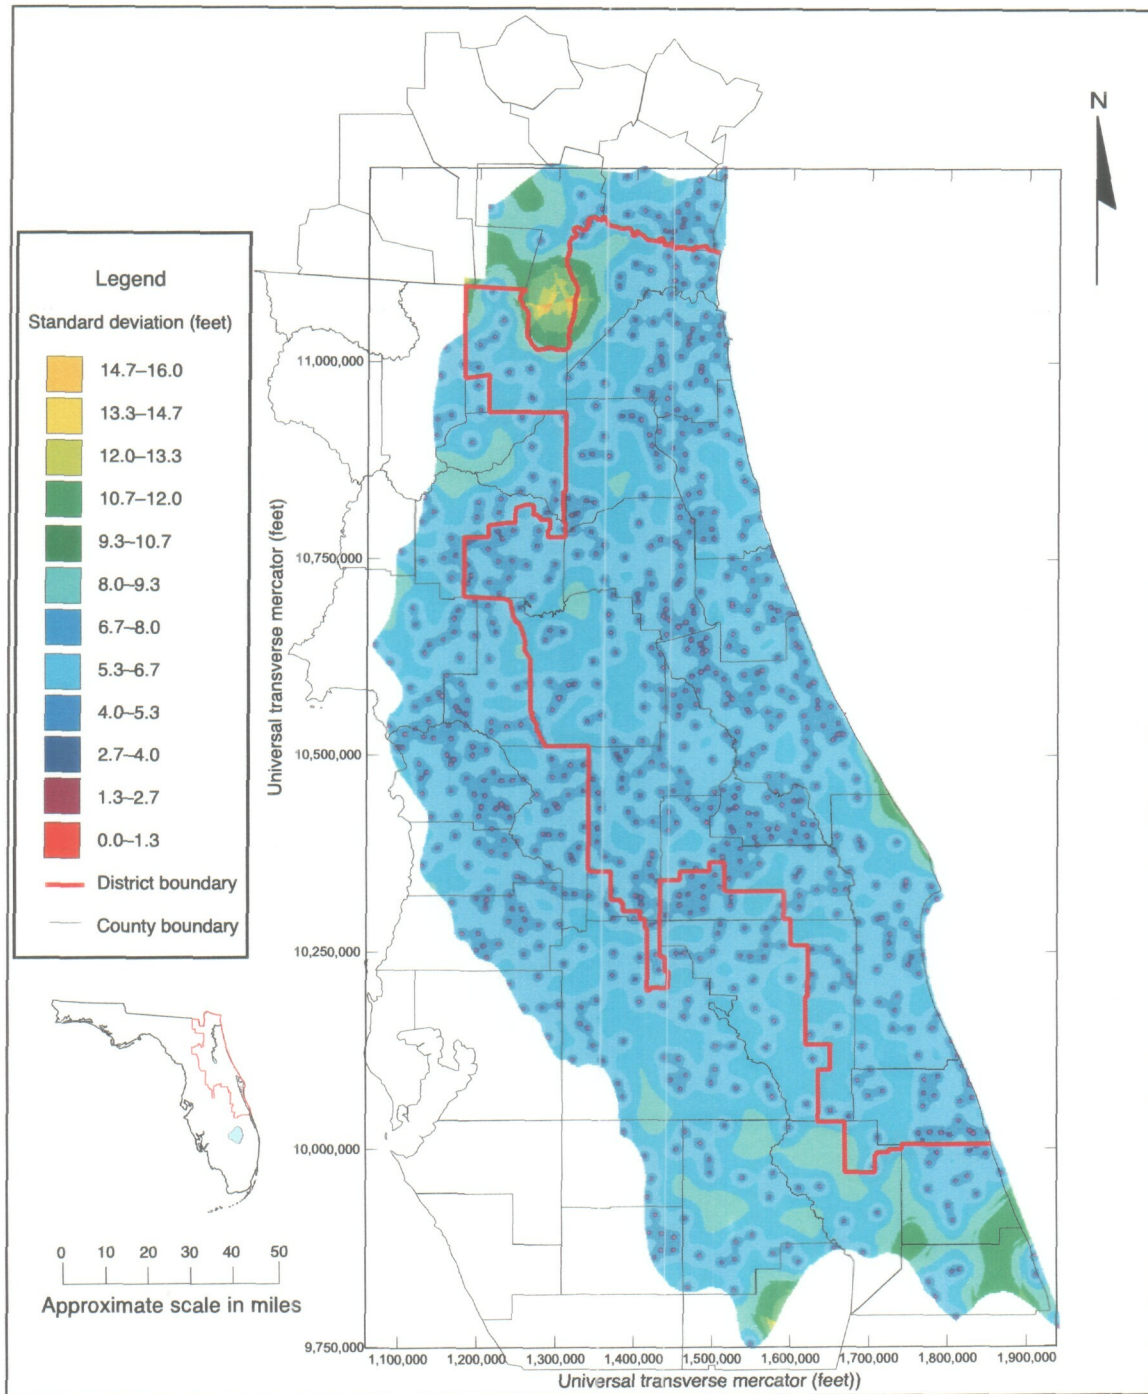 N
Legend
Standard deviation (feet)
14.7–16.0
13.3–14.7
12.0–13.3
10.7–12.0
9.3–10.7
8.0–9.3
6.7–8.0
5.3–6.7
4.0–5.3
2.7–4.0
1.3–2.7
0.0–1.3
District boundary
County boundary
0 10 20 30 40 50
Approximate scale in miles
Universal transverse mercator (feet)
11,000,000
10,750,000
10,500,000
10,250,000
10,000,000
9,750,000
1,100,000 1,200,000 1,300,000 1,400,000 1,500,000 1,600,000 1,700,000 1,800,000 1,900,000
Universal transverse mercator (feet))